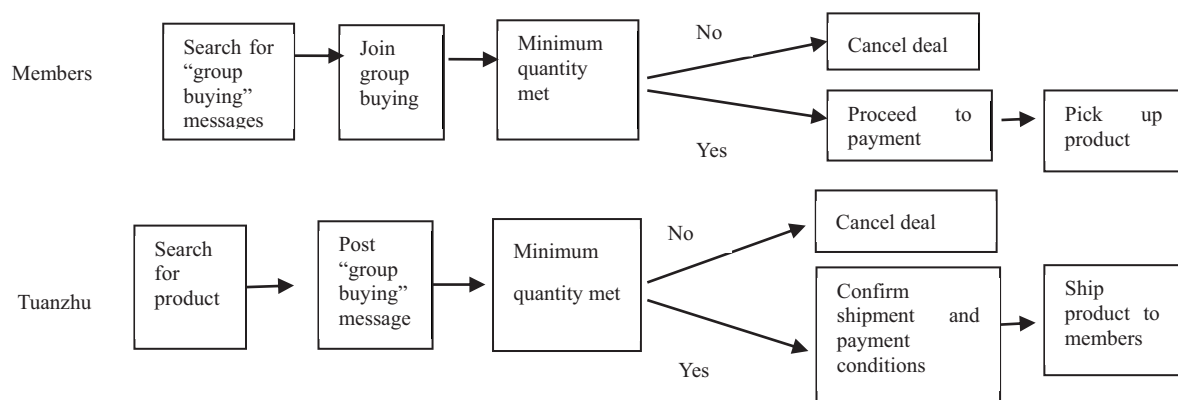 Members
Search for
“group
buying”
messages
Join
group
buying
Minimum
quantity
met
No
Yes
Cancel deal
Proceed to
payment
Pick up
product
Tuanzhu
Search
for
product
Post
“group
buying”
message
Minimum
quantity met
No
Yes
Cancel deal
Confirm
shipment and
payment
conditions
Ship
product to
members